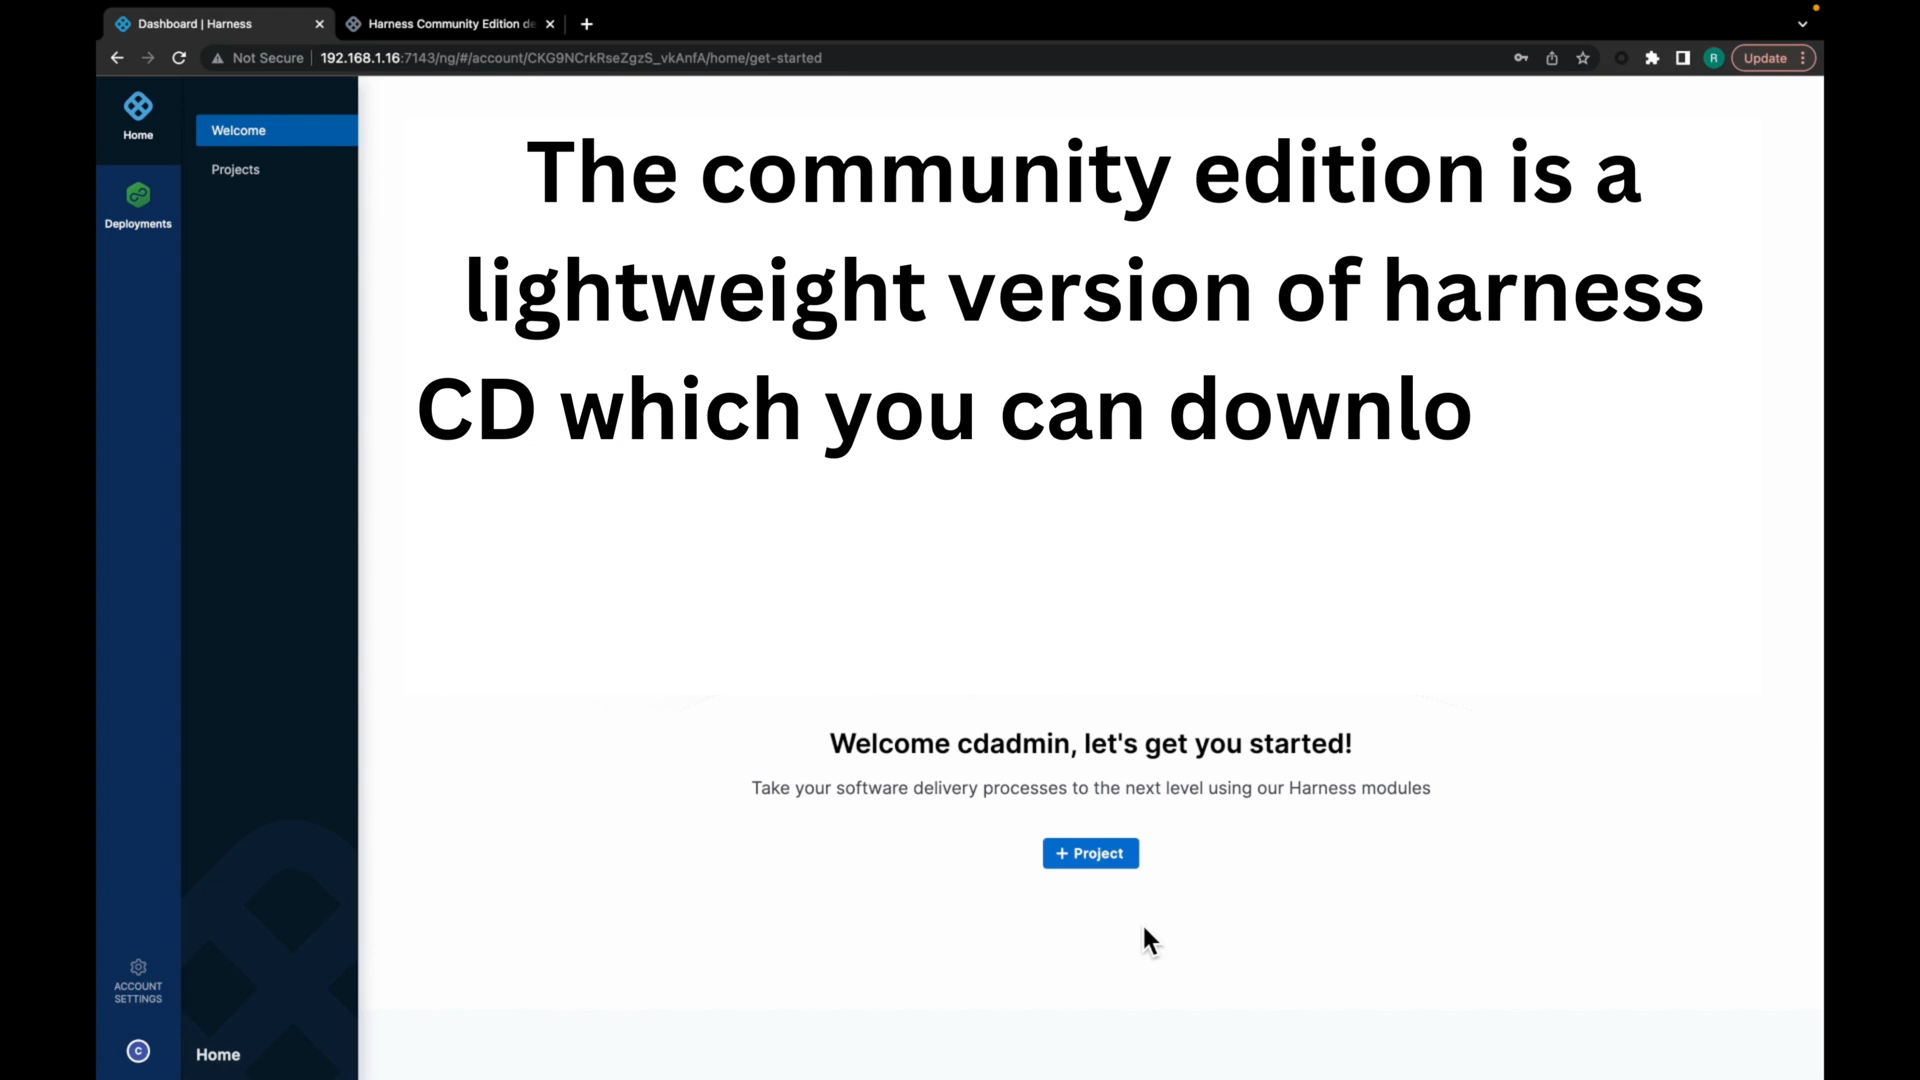 Dashboard | Harness
Harness Community Edition de
Not Secure
192.168.1.16:7143/ng/#/account/CKG9NCrkRseZgzS_vkAnfA/home/get-started
R
Update
Home
Welcome
Projects
Deployments
The community edition is a
lightweight version of harness
CD which you can downlo
Welcome cdadmin, let's get you started!
Take your software delivery processes to the next level using our Harness modules
+ Project
ACCOUNT
SETTINGS
C
Home